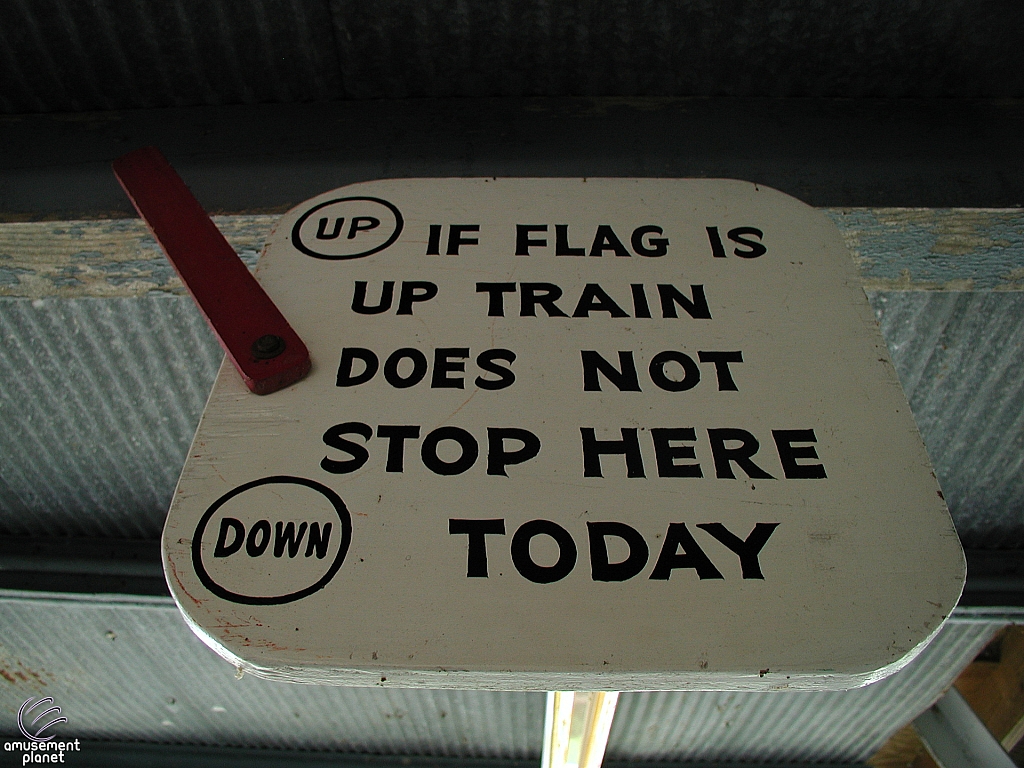 UP IF FLAG IS
UP TRAIN
DOES NOT
STOP HERE
DOWN TODAY
amusement
planet